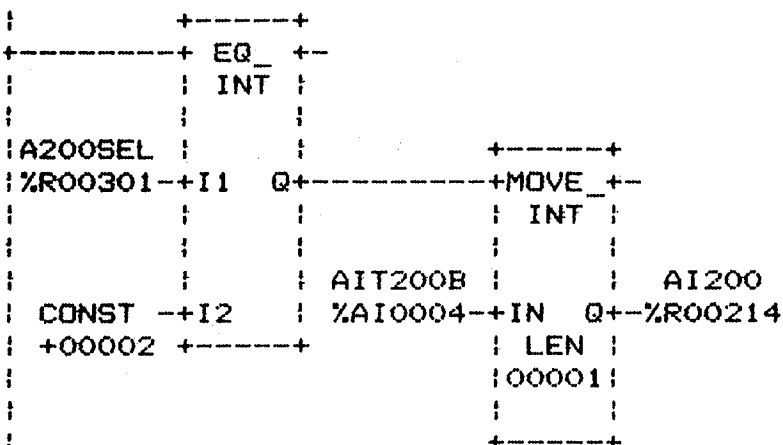 EQ_
INT
A200SEL
%R00301 I1 Q MOVE_
INT
AIT200B AI200
CONST I2 %AI0004 IN Q %R00214
+00002 LEN
00001